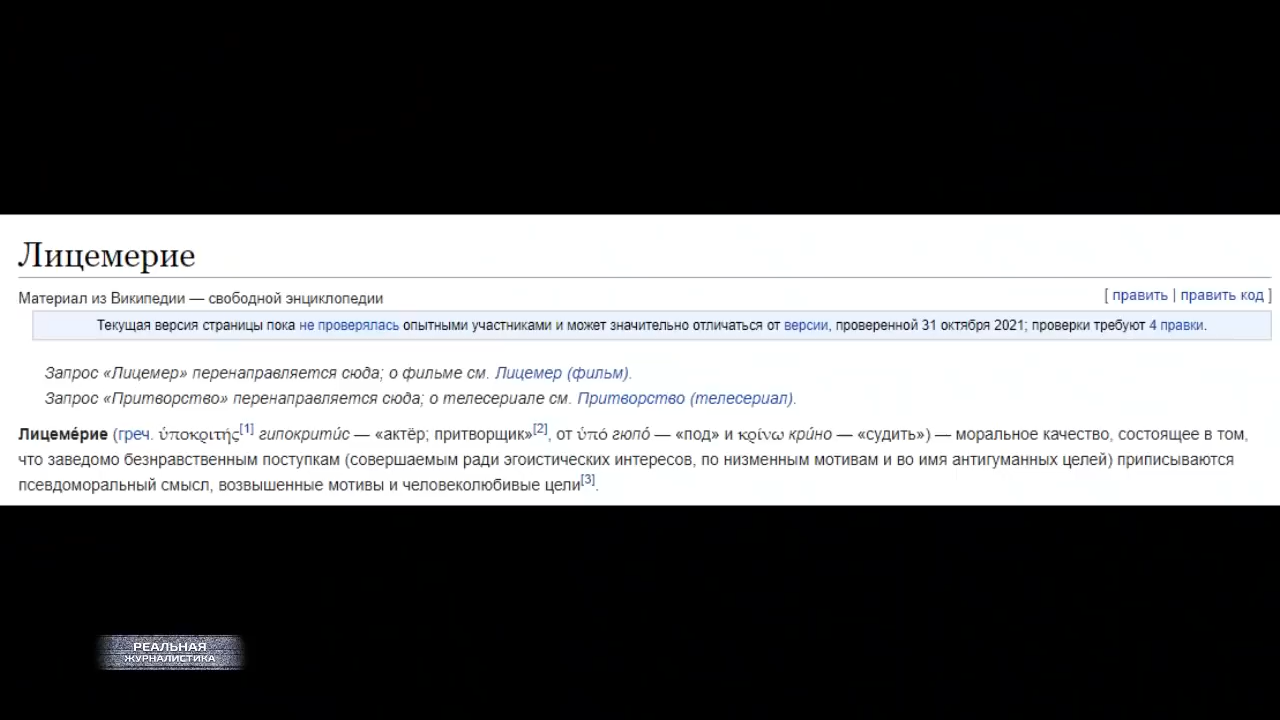 Лицемерие
Материал из Википедии — свободной энциклопедии
[ править | править код ]
Текущая версия страницы пока не проверялась опытными участниками и может значительно отличаться от версии, проверенной 31 октября 2021; проверки требуют 4 правки.
Запрос «Лицемер» перенаправляется сюда; о фильме см. Лицемер (фильм).
Запрос «Притворство» перенаправляется сюда; о телесериале см. Притворство (телесериал).
Лицеме́рие (греч. ὑποκριτής[1] гипокрити́с — «актёр; притворщик»[2], от ὑπό гюпо́ — «под» и κρίνω кри́но — «судить») — моральное качество, состоящее в том,
что заведомо безнравственным поступкам (совершаемым ради эгоистических интересов, по низменным мотивам и во имя антигуманных целей) приписываются
псевдоморальный смысл, возвышенные мотивы и человеколюбивые цели[3].
РЕАЛЬНАЯ
ЖУРНАЛИСТИКА